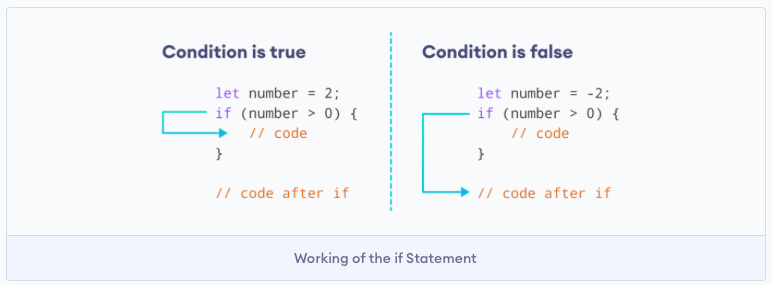 Condition is true
let number = 2;
if (number > 0) {
// code
}
// code after if
Condition is false
let number = -2;
if (number > 0) {
// code
}
// code after if
Working of the if Statement